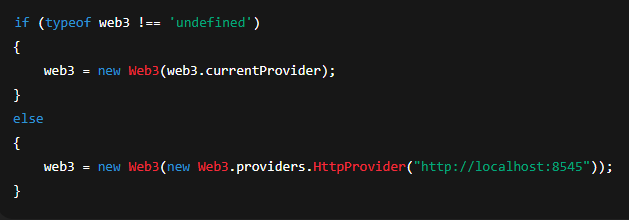 if (typeof web3 !== 'undefined')
{
    web3 = new Web3(web3.currentProvider);
}
else
{
    web3 = new Web3(new Web3.providers.HttpProvider("http://localhost:8545"));
}